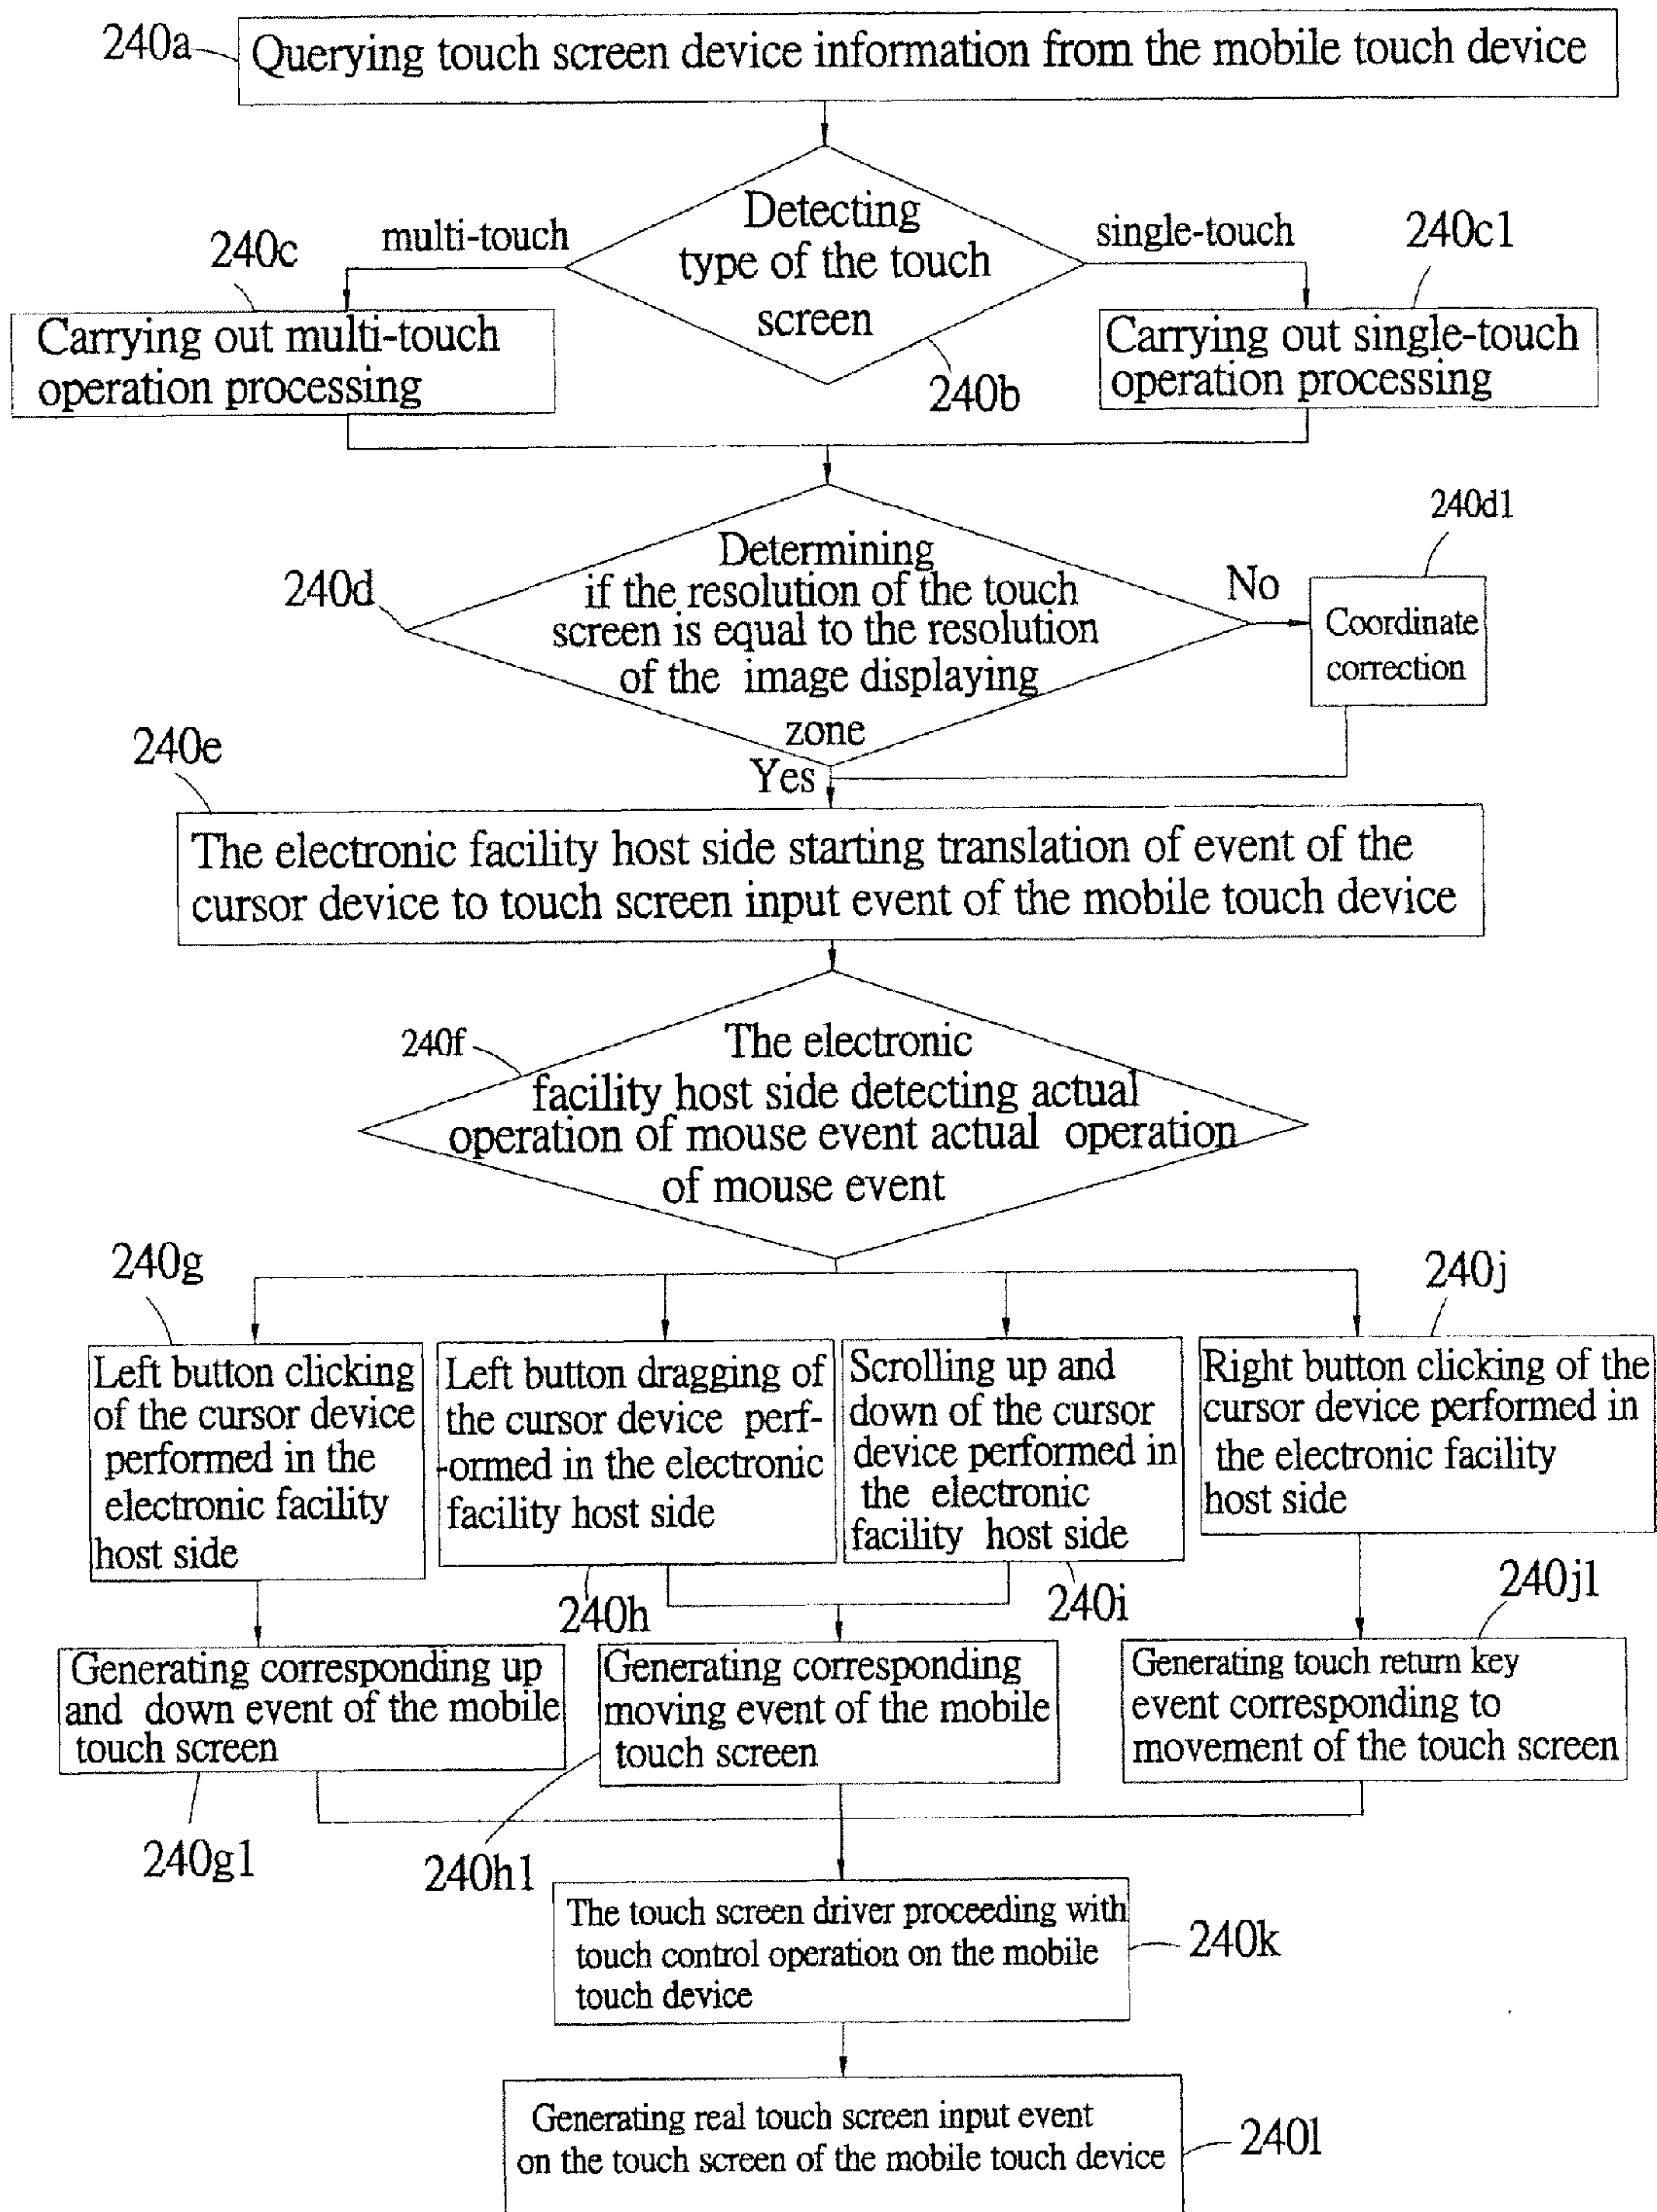 240a
Querying touch screen device information from the mobile touch device
Detecting
type of the touch
screen
240b
multi-touch
single-touch
240c
240c1
Carrying out multi-touch
operation processing
Carrying out single-touch
operation processing
240d
Determining
if the resolution of the touch
screen is equal to the resolution
of the image displaying
zone
No
240d1
Coordinate
correction
Yes
240e
The electronic facility host side starting translation of event of the
cursor device to touch screen input event of the mobile touch device
240f
The electronic
facility host side detecting actual
operation of mouse event actual operation
of mouse event
240g
Left button clicking
of the cursor device
performed in the
electronic facility
host side
Left button dragging of
the cursor device perf-
-ormed in the electronic
facility host side
240h
Scrolling up and
down of the cursor
device performed in
the electronic
facility host side
240i
240j
Right button clicking of the
cursor device performed in
the electronic facility
host side
240j1
Generating corresponding up
and down event of the mobile
touch screen
240g1
Generating corresponding
moving event of the mobile
touch screen
240h1
Generating touch return key
event corresponding to
movement of the touch screen
The touch screen driver proceeding with
touch control operation on the mobile
touch device
240k
Generating real touch screen input event
on the touch screen of the mobile touch device
240l